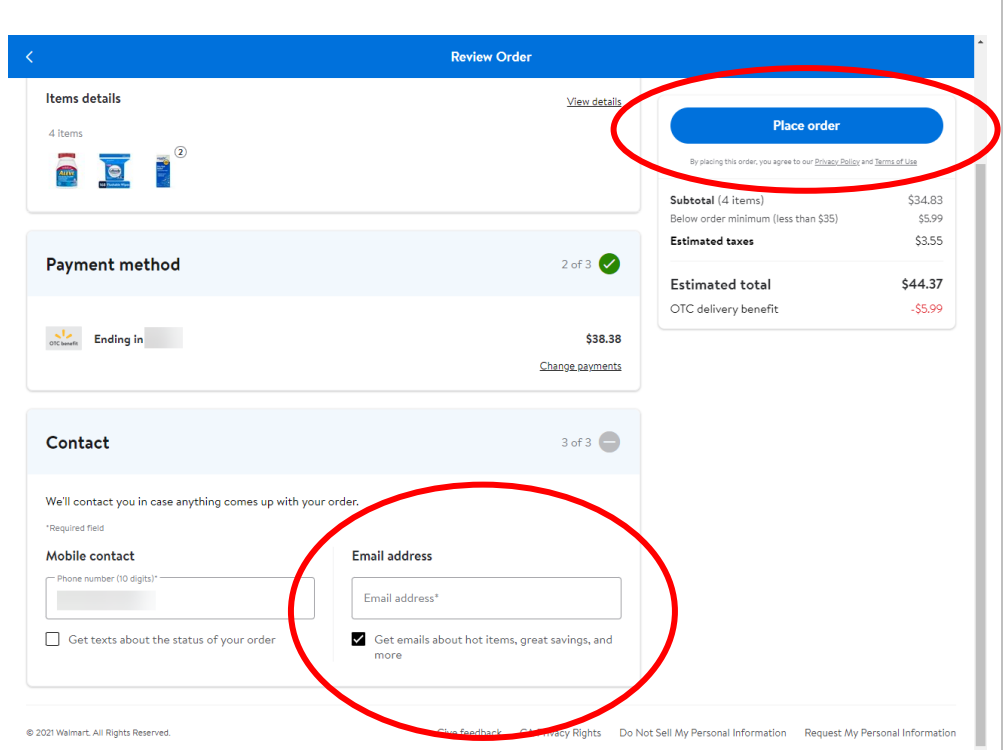 Review Order
Items details
View details
4 items
2
ALEVE
Payment method
2 of 3
OTC benefit
Ending in
$38.38
Change payments
Contact
3 of 3
We'll contact you in case anything comes up with your order.
*Required field
Mobile contact
Phone number (10 digits)*
Get texts about the status of your order
Email address
Email address*
Get emails about hot items, great savings, and
more
Place order
By placing this order, you agree to our Privacy Policy and Terms of Use
Subtotal (4 items) $34.83
Below order minimum (less than $35) $5.99
Estimated taxes $3.55
Estimated total $44.37
OTC delivery benefit -$5.99
© 2021 Walmart. All Rights Reserved.
Give feedback CA Privacy Rights Do Not Sell My Personal Information Request My Personal Information